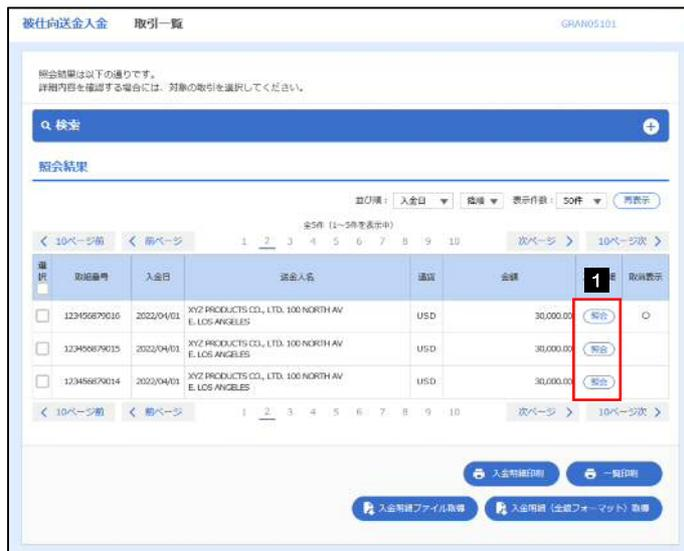 被仕向送金入金 取引一覧 GRAN05101
照会結果は以下の通りです。
詳細内容を確認する場合には、対象の取引を選択してください。
検索
照会結果
並び順: 入金日 降順 表示件数: 50件 再表示
全5件 (1~5件を表示中)
10ページ前 前ページ 1 2 3 4 5 6 7 8 9 10 次ページ 10ページ次
選択 取組番号 入金日 送金人名 通貨 金額 1 細 取消表示
123456879016 2022/04/01 XYZ PRODUCTS CO., LTD. 100 NORTH AV USD 30,000.00 照会 ○
E. LOS ANGELES
123456879015 2022/04/01 XYZ PRODUCTS CO., LTD. 100 NORTH AV USD 30,000.00 照会
E. LOS ANGELES
123456879014 2022/04/01 XYZ PRODUCTS CO., LTD. 100 NORTH AV USD 30,000.00 照会
E. LOS ANGELES
10ページ前 前ページ 1 2 3 4 5 6 7 8 9 10 次ページ 10ページ次
入金明細印刷 一覧印刷
入金明細ファイル取得 入金明細(全銀フォーマット)取得